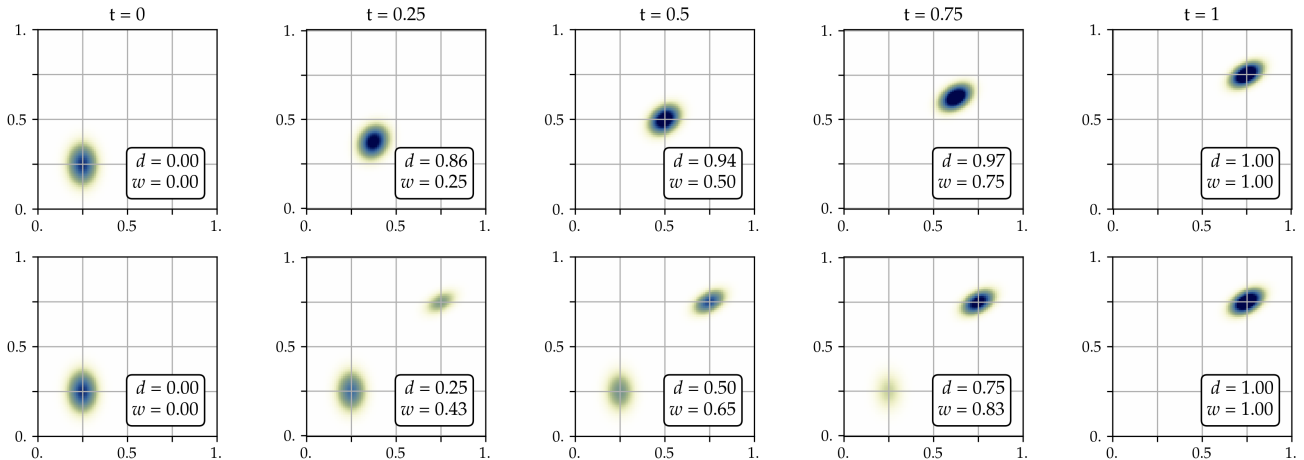 t = 0
t = 0.25
t = 0.5
t = 0.75
t = 1
1.
0.5
0.
d = 0.00
w = 0.00
0.
0.5
1.
1.
0.5
0.
d = 0.86
w = 0.25
0.
0.5
1.
1.
0.5
0.
d = 0.94
w = 0.50
0.
0.5
1.
1.
0.5
0.
d = 0.97
w = 0.75
0.
0.5
1.
1.
0.5
0.
d = 1.00
w = 1.00
0.
0.5
1.
1.
0.5
0.
d = 0.00
w = 0.00
0.
0.5
1.
1.
0.5
0.
d = 0.25
w = 0.43
0.
0.5
1.
1.
0.5
0.
d = 0.50
w = 0.65
0.
0.5
1.
1.
0.5
0.
d = 0.75
w = 0.83
0.
0.5
1.
1.
0.5
0.
d = 1.00
w = 1.00
0.
0.5
1.